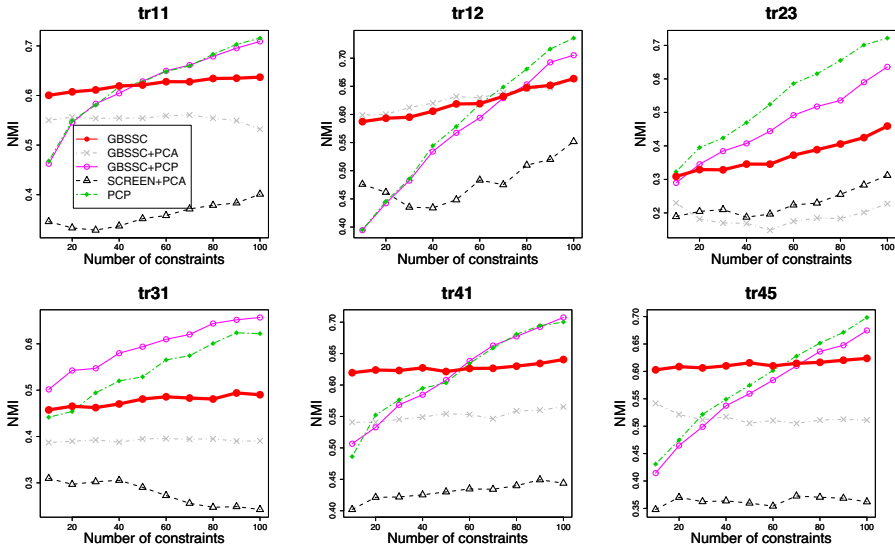 tr11
NMI
0.4 0.5 0.6 0.7
GBSSC
GBSSC+PCA
GBSSC+PCP
SCREEN+PCA
PCP
20 40 60 80 100
Number of constraints
tr12
NMI
0.40 0.45 0.50 0.55 0.60 0.65 0.70
20 40 60 80 100
Number of constraints
tr23
NMI
0.2 0.3 0.4 0.5 0.6 0.7
20 40 60 80 100
Number of constraints
tr31
NMI
0.3 0.4 0.5 0.6
20 40 60 80 100
Number of constraints
tr41
NMI
0.40 0.45 0.50 0.55 0.60 0.65 0.70
20 40 60 80 100
Number of constraints
tr45
NMI
0.35 0.40 0.45 0.50 0.55 0.60 0.65 0.70
20 40 60 80 100
Number of constraints